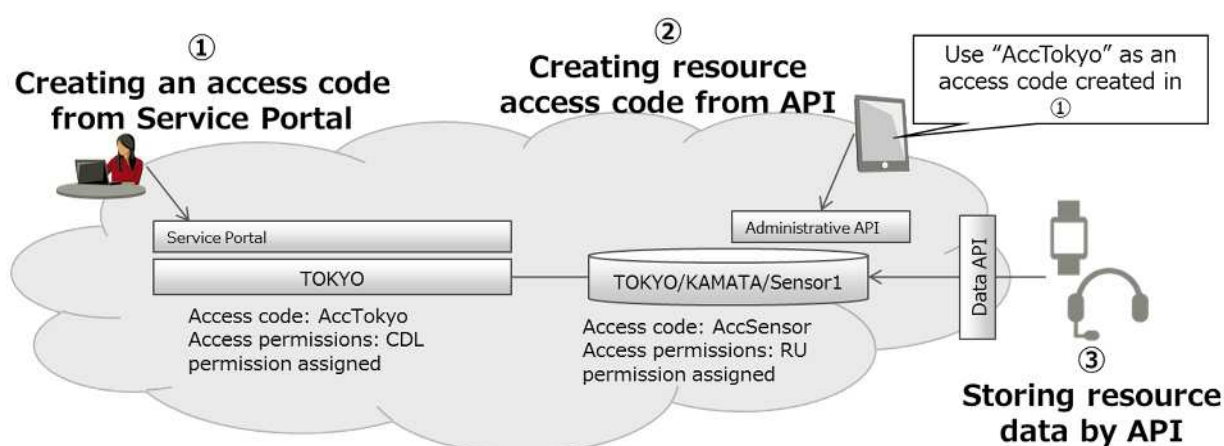 ①
Creating an access code
from Service Portal
②
Creating resource
access code from API
Use “AccTokyo” as an
access code created in
①
Service Portal
TOKYO
Access code: AccTokyo
Access permissions: CDL
permission assigned
Administrative API
TOKYO/KAMATA/Sensor1
Access code: AccSensor
Access permissions: RU
permission assigned
Data API
③
Storing resource
data by API